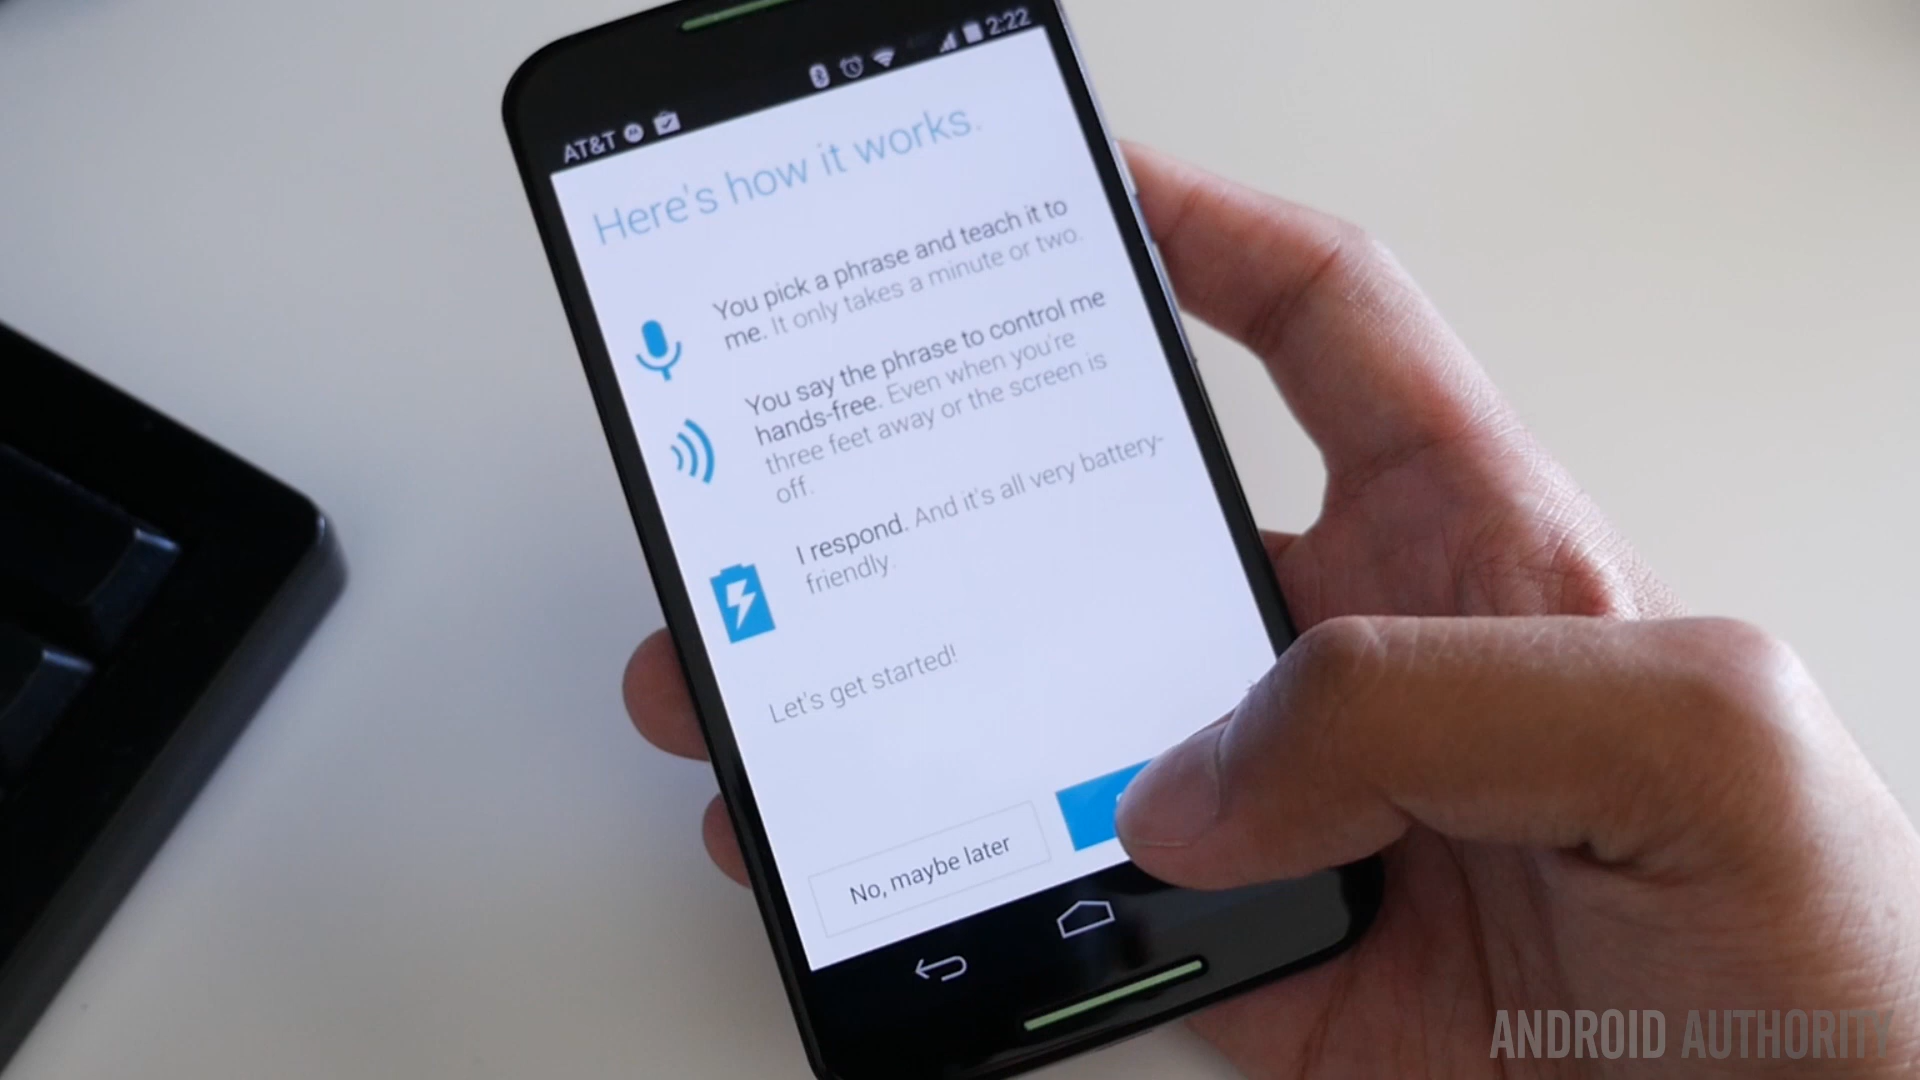 AT&T
2:22
Here's how it works.
You pick a phrase and teach it to
me. It only takes a minute or two.
You say the phrase to control me
hands-free. Even when you're
three feet away or the screen is
off.
I respond. And it's all very battery-
friendly.
Let's get started!
No, maybe later
ANDROID AUTHORITY